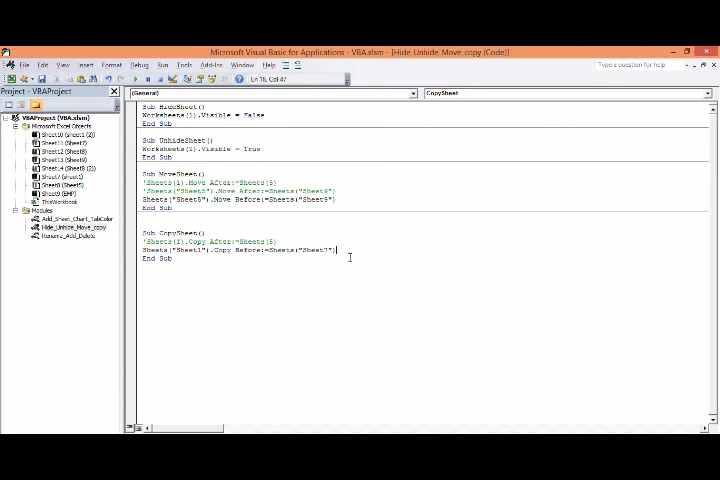 Microsoft Visual Basic for Applications - VBA.xlsm - [Hide_Unhide_Move_copy (Code)]
File Edit View Insert Format Debug Run Tools Add-Ins Window Help Type a question for help
Ln 16, Col 47
Project - VBAProject
(General) CopySheet
VBAProject (VBA.xlsm)
Microsoft Excel Objects
Sheet10 (sheet1 (2))
Sheet11 (Sheet7)
Sheet12 (Sheet8)
Sheet13 (Sheet9)
Sheet14 (Sheet8 (2))
Sheet7 (sheet1)
Sheet8 (Sheet5)
Sheet9 (EMP)
ThisWorkbook
Modules
Add_Sheet_Chart_TabColor
Hide_Unhide_Move_copy
Rename_Add_Delete
Sub HideSheet()
Worksheets(1).Visible = False
End Sub
Sub UnhideSheet()
Worksheets(1).Visible = True
End Sub
Sub MoveSheet()
'Sheets(1).Move After:=Sheets(5)
'Sheets("Sheet5").Move After:=Sheets("Sheet9")
Sheets("Sheet5").Move Before:=Sheets("Sheet9")
End Sub
Sub CopySheet()
'Sheets(1).Copy After:=Sheets(5)
Sheets("Sheet1").Copy Before:=Sheets("Sheet7")
End Sub